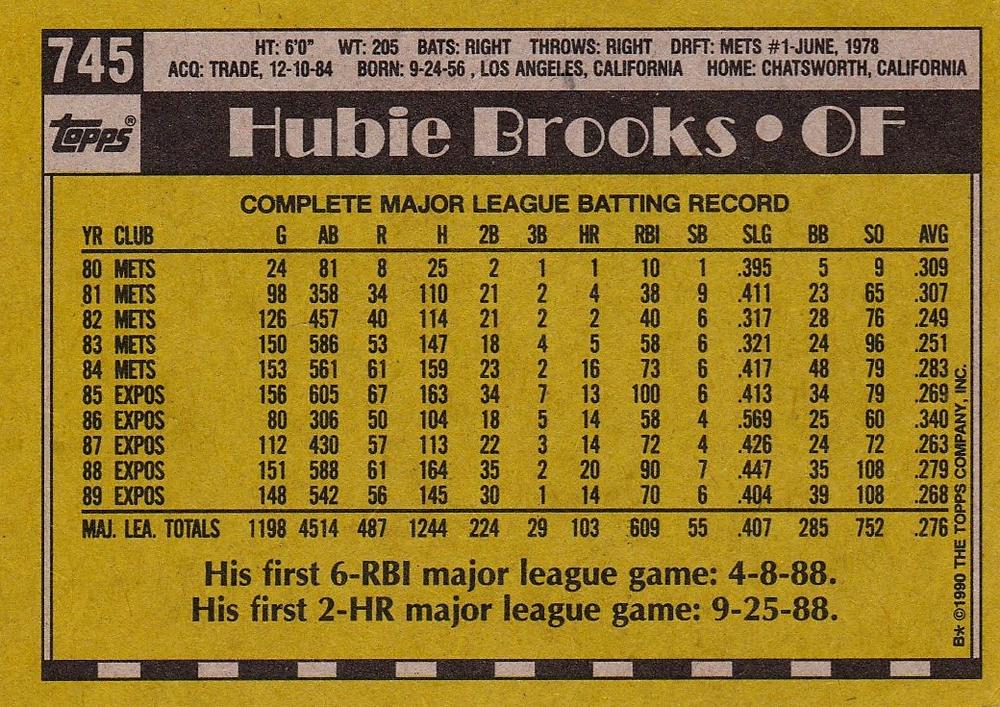 745
HT: 6'0" WT: 205 BATS: RIGHT THROWS: RIGHT DRFT: METS #1-JUNE, 1978
ACQ: TRADE, 12-10-84 BORN: 9-24-56 , LOS ANGELES, CALIFORNIA HOME: CHATSWORTH, CALIFORNIA
topps®
Hubie Brooks • OF
COMPLETE MAJOR LEAGUE BATTING RECORD
YR CLUB G AB R H 2B 3B HR RBI SB SLG BB SO AVG
80 METS 24 81 8 25 2 1 1 10 1 .395 5 9 .309
81 METS 98 358 34 110 21 2 4 38 9 .411 23 65 .307
82 METS 126 457 40 114 21 2 2 40 6 .317 28 76 .249
83 METS 150 586 53 147 18 4 5 58 6 .321 24 96 .251
84 METS 153 561 61 159 23 2 16 73 6 .417 48 79 .283
85 EXPOS 156 605 67 163 34 7 13 100 6 .413 34 79 .269
86 EXPOS 80 306 50 104 18 5 14 58 4 .569 25 60 .340
87 EXPOS 112 430 57 113 22 3 14 72 4 .426 24 72 .263
88 EXPOS 151 588 61 164 35 2 20 90 7 .447 35 108 .279
89 EXPOS 148 542 56 145 30 1 14 70 6 .404 39 108 .268
MAJ. LEA. TOTALS 1198 4514 487 1244 224 29 103 609 55 .407 285 752 .276
His first 6-RBI major league game: 4-8-88.
His first 2-HR major league game: 9-25-88.
B* ©1990 THE TOPPS COMPANY, INC.